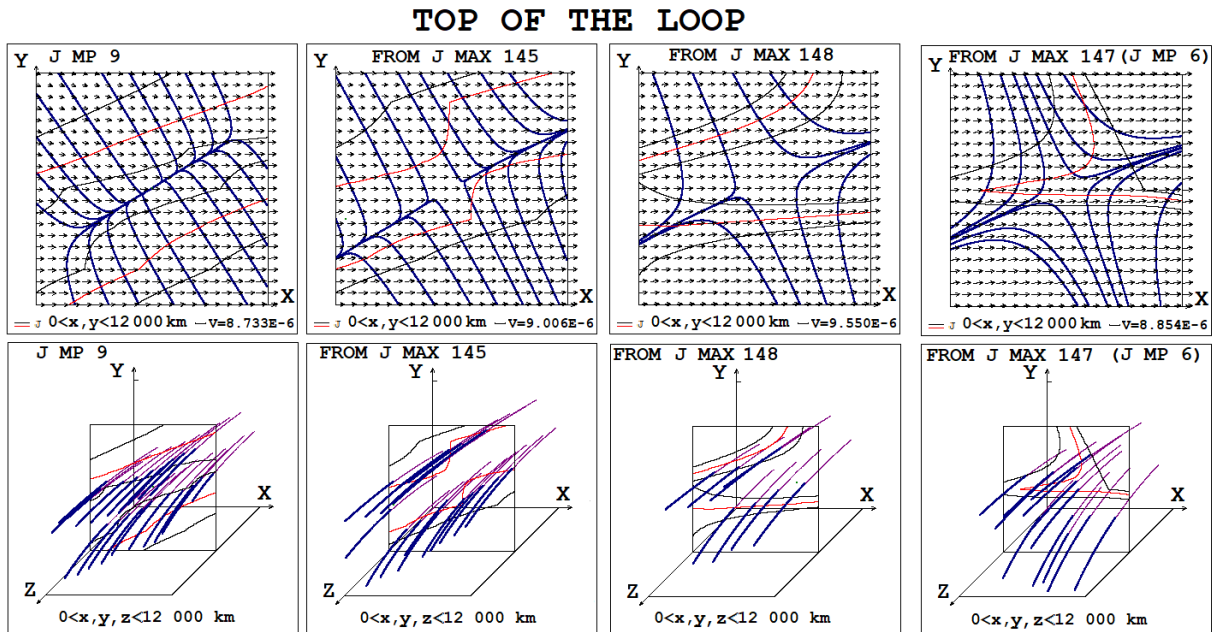 TOP OF THE LOOP
Y J MP 9
X
J 0<x,y<12 000 km V=8.733E-6
FROM J MAX 145
Y
X
J 0<x,y<12 000 km V=9.006E-6
FROM J MAX 148
Y
X
J 0<x,y<12 000 km V=9.550E-6
FROM J MAX 147 (J MP 6)
Y
X
J 0<x,y<12 000 km V=8.854E-6
J MP 9
Y
X
Z
0<x,y,z<12 000 km
FROM J MAX 145
Y
X
Z
0<x,y,z<12 000 km
FROM J MAX 148
Y
X
Z
0<x,y,z<12 000 km
FROM J MAX 147 (J MP 6)
Y
X
Z
0<x,y,z<12 000 km